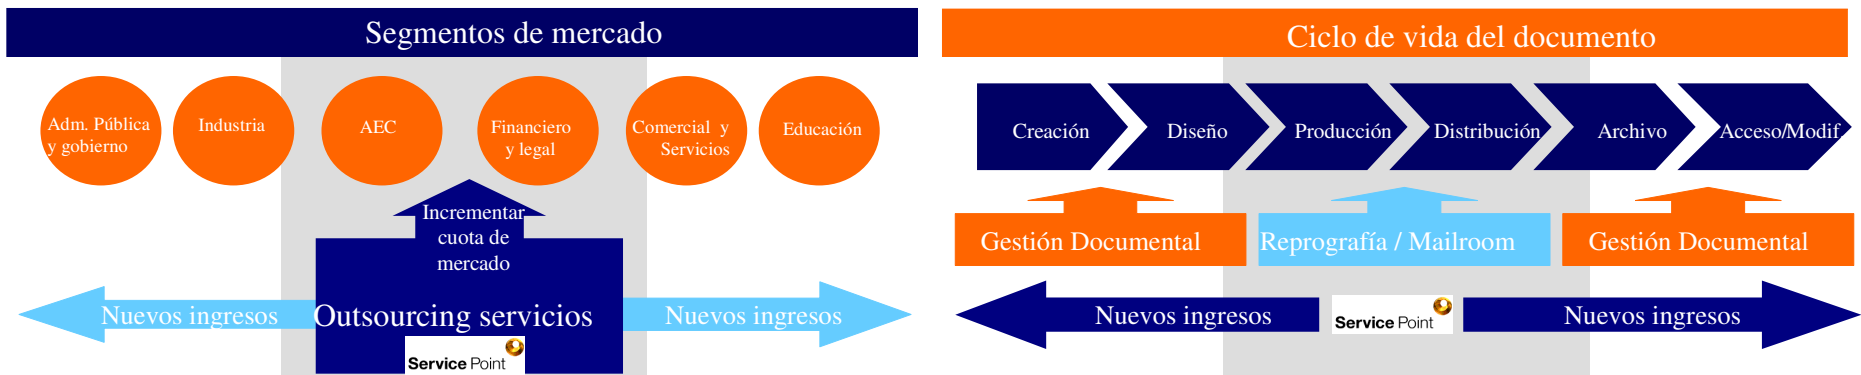 Segmentos de mercado
Adm. Pública
y gobierno
Industria
AEC
Financiero
y legal
Comercial y
Servicios
Educación
Incrementar
cuota de
mercado
Nuevos ingresos
Outsourcing servicios
Nuevos ingresos
Service Point
Ciclo de vida del documento
Creación
Diseño
Producción
Distribución
Archivo
Acceso/Modif.
Gestión Documental
Reprografía / Mailroom
Gestión Documental
Nuevos ingresos
Service Point
Nuevos ingresos